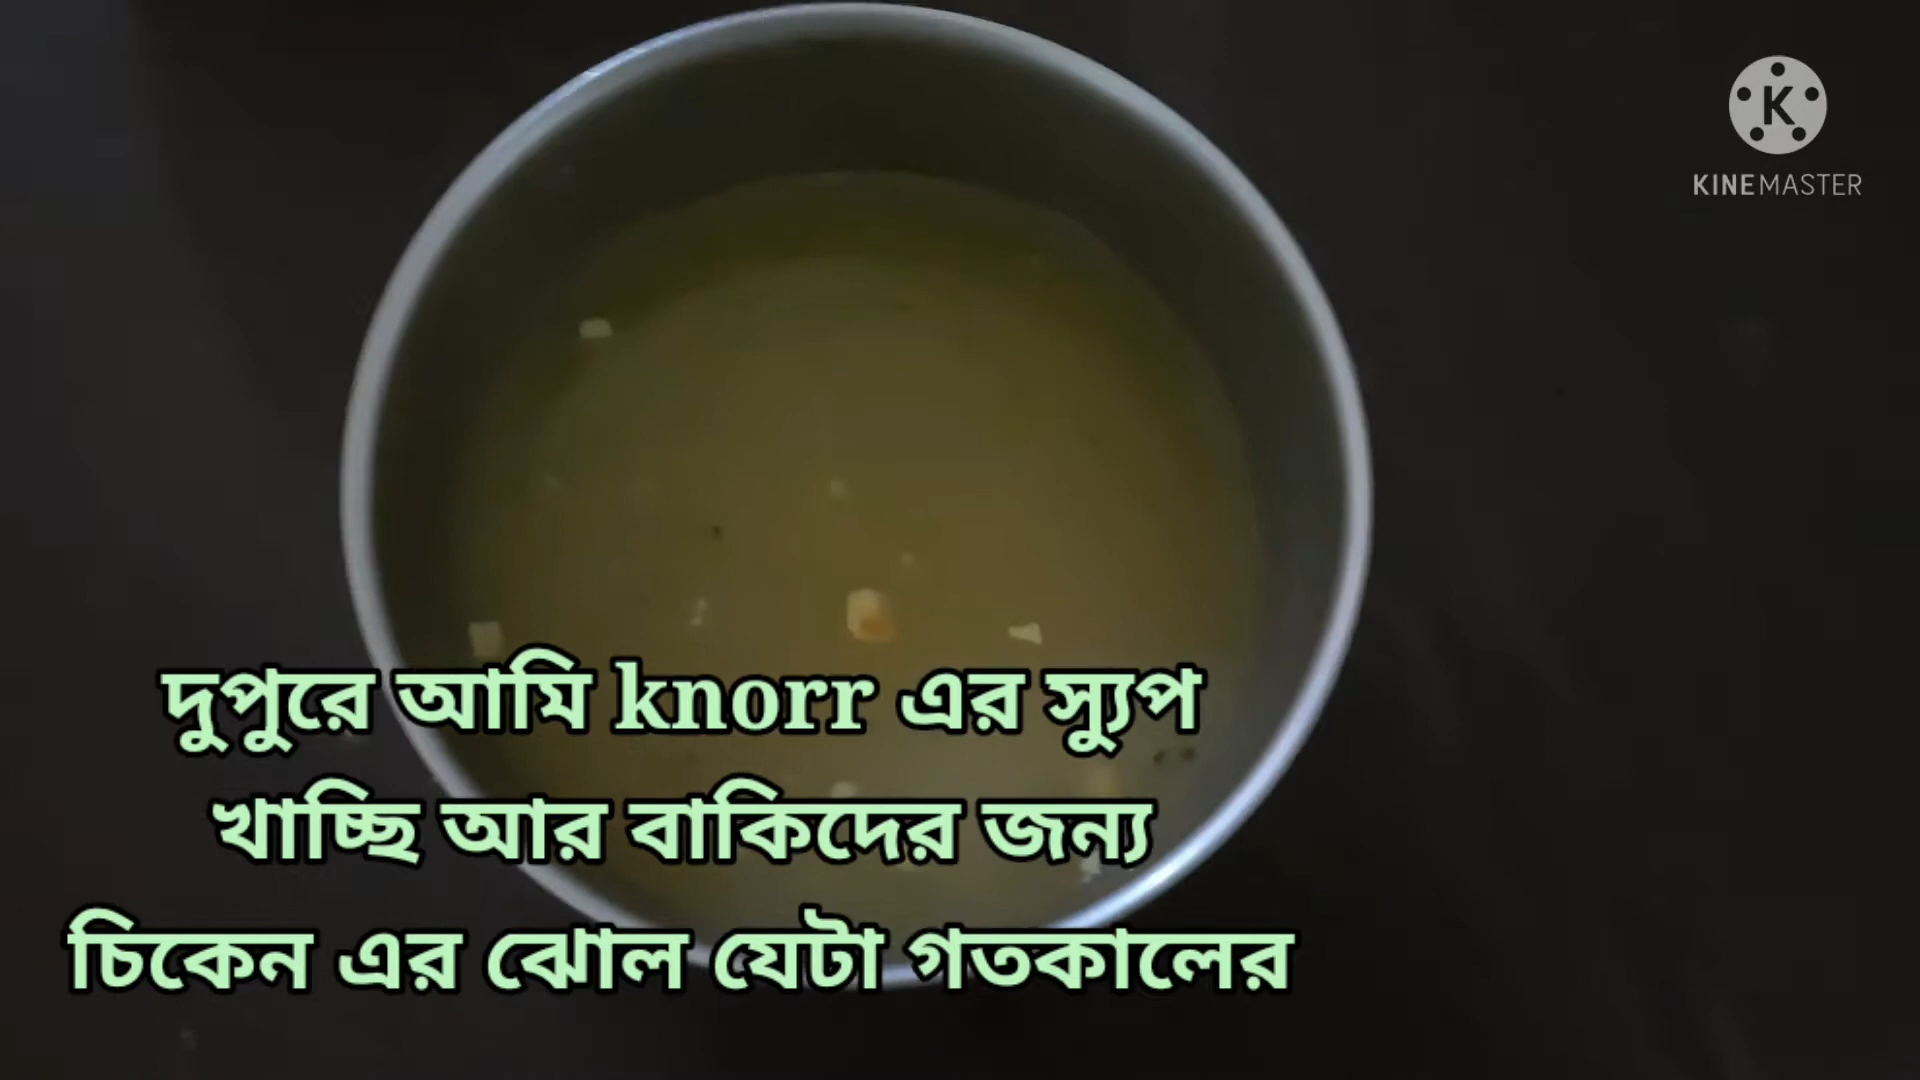 KINEMASTER
দুপুরে আমি knorr এর স্যুপ
খাচ্ছি আর বাকিদের জন্য
চিকেন এর ঝোল যেটা গতকালের